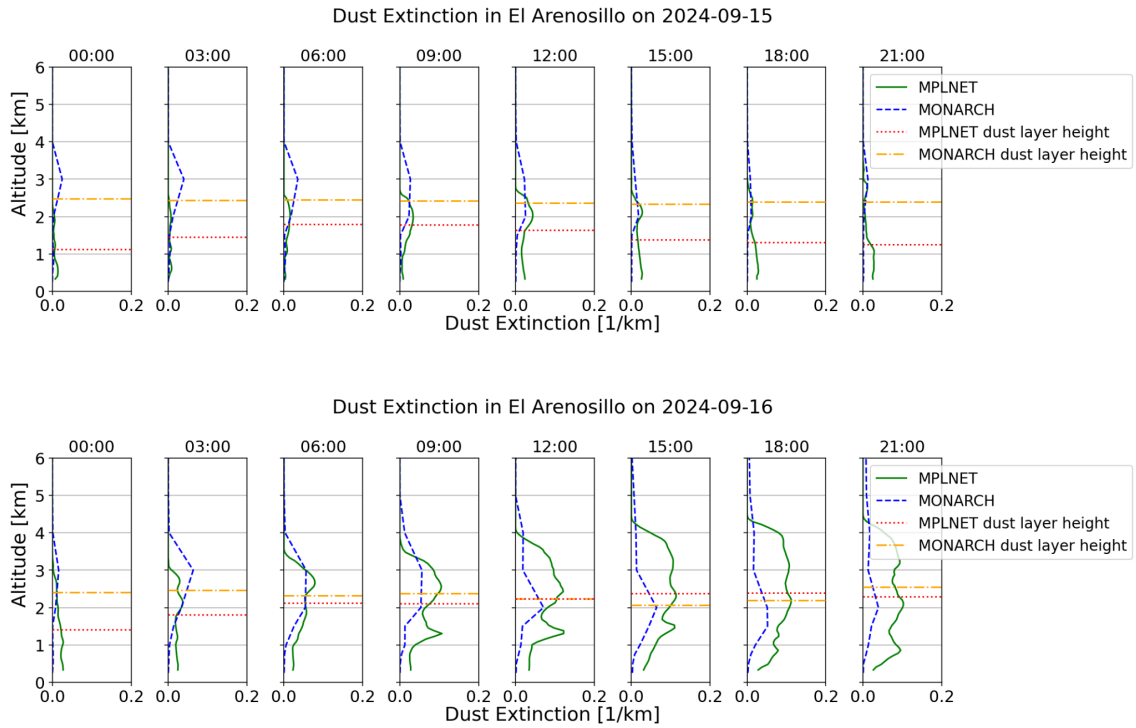 Dust Extinction in El Arenosillo on 2024-09-15
00:00 03:00 06:00 09:00 12:00 15:00 18:00 21:00
6
5
4
3
2
1
0
Altitude [km]
MPLNET
MONARCH
MPLNET dust layer height
MONARCH dust layer height
0.0 0.2 0.0 0.2 0.0 0.2 0.0 0.2 0.0 0.2 0.0 0.2 0.0 0.2 0.0 0.2
Dust Extinction [1/km]
Dust Extinction in El Arenosillo on 2024-09-16
00:00 03:00 06:00 09:00 12:00 15:00 18:00 21:00
6
5
4
3
2
1
0
Altitude [km]
MPLNET
MONARCH
MPLNET dust layer height
MONARCH dust layer height
0.0 0.2 0.0 0.2 0.0 0.2 0.0 0.2 0.0 0.2 0.0 0.2 0.0 0.2 0.0 0.2
Dust Extinction [1/km]